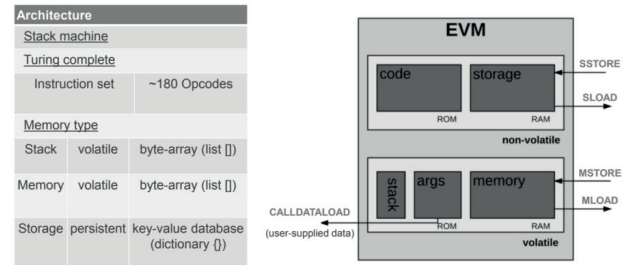 Architecture
Stack machine
Turing complete
Instruction set ~180 Opcodes
Memory type
Stack volatile byte-array (list [])
Memory volatile byte-array (list [])
Storage persistent key-value database
(dictionary {})
EVM
code
storage
ROM
RAM
non-volatile
SSTORE
SLOAD
stack
args
memory
ROM
RAM
volatile
MSTORE
MLOAD
CALLDATALOAD
(user-supplied data)